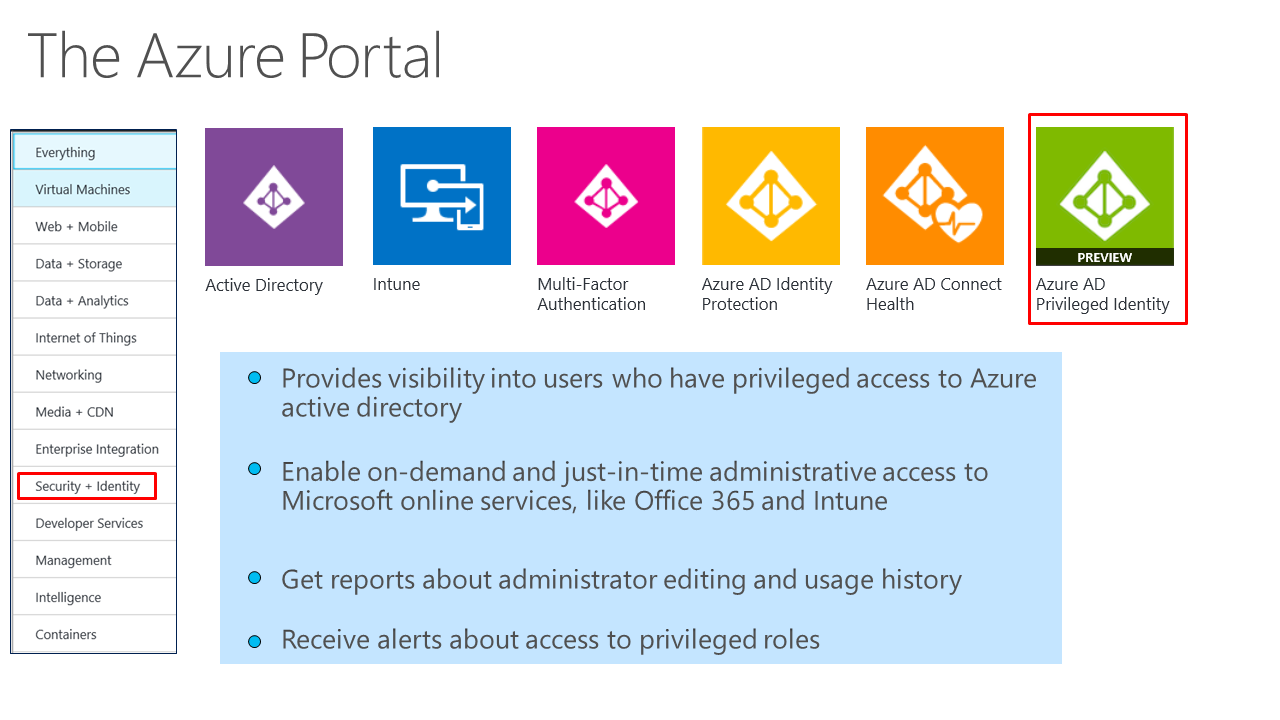 The Azure Portal
Everything
Virtual Machines
Web + Mobile
Data + Storage
Data + Analytics
Internet of Things
Networking
Media + CDN
Enterprise Integration
Security + Identity
Developer Services
Management
Intelligence
Containers
Active Directory
Intune
Multi-Factor
Authentication
Azure AD Identity
Protection
Azure AD Connect
Health
PREVIEW
Azure AD
Privileged Identity
Provides visibility into users who have privileged access to Azure
active directory
Enable on-demand and just-in-time administrative access to
Microsoft online services, like Office 365 and Intune
Get reports about administrator editing and usage history
Receive alerts about access to privileged roles